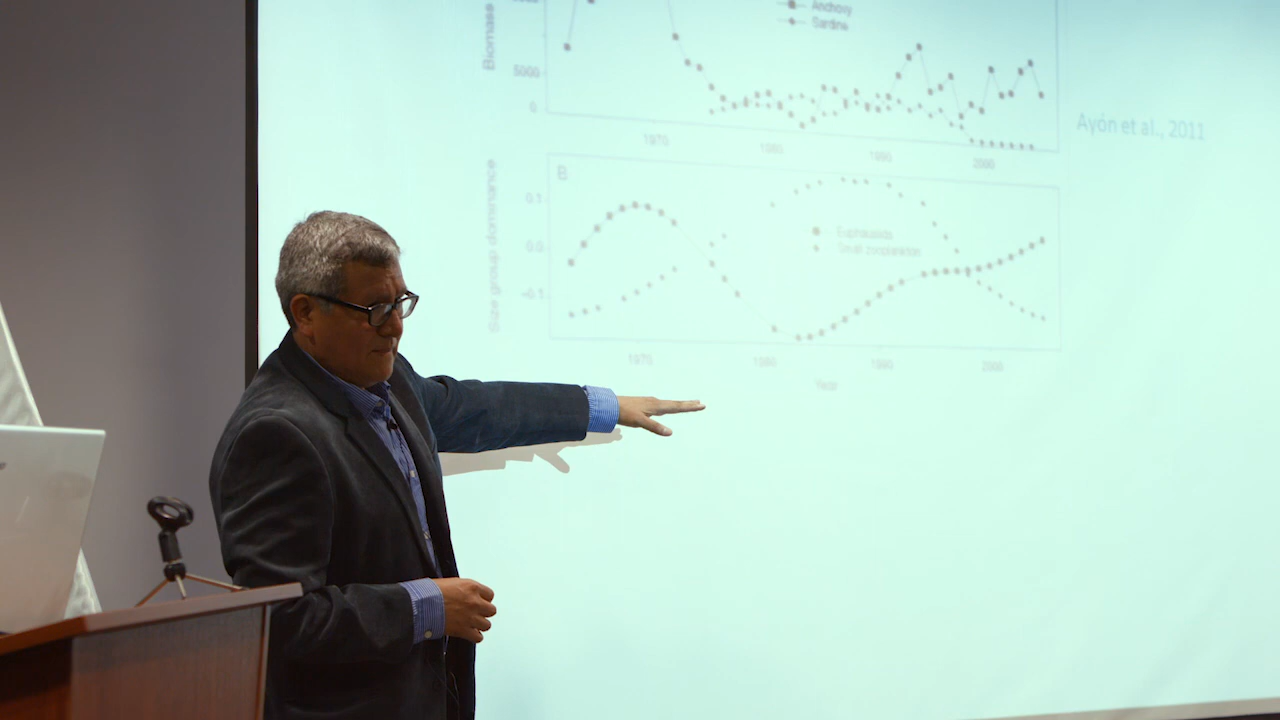 Anchovy
Sardine
Biomass
5000
0
1970
1980
1990
2000
Ayón et al., 2011
B
Size group dominance
0.1
0.0
-0.1
Euphausiids
Small zooplankton
1970
1980
1990
2000
Year